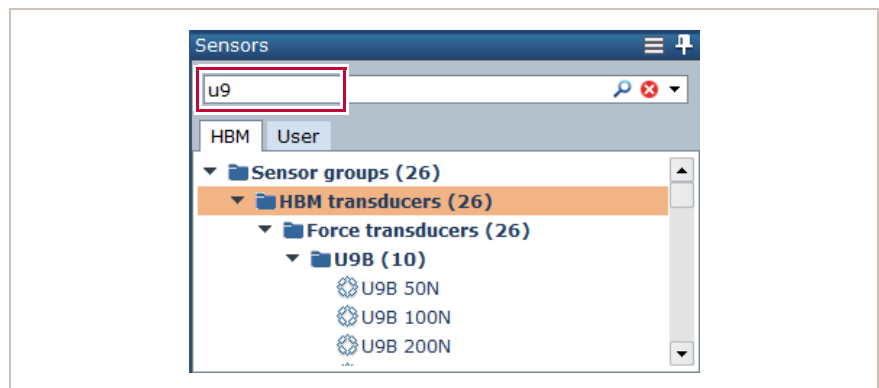 Sensors
u9
HBM User
Sensor groups (26)
HBM transducers (26)
Force transducers (26)
U9B (10)
U9B 50N
U9B 100N
U9B 200N